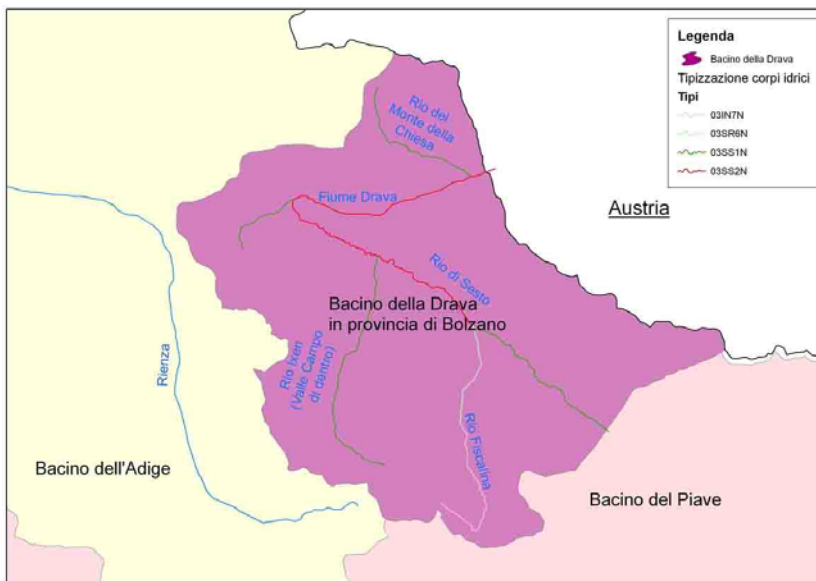 Legenda
Bacino della Drava
Tipizzazione corpi idrici
Tipi
03IN7N
03SR6N
03SS1N
03SS2N
Rio del
Monte della
Chiesa
Fiume Drava
Austria
Rio di Sesto
Bacino della Drava
in provincia di Bolzano
Rienza
Rio Ixen
(Valle Campo
di dentro)
Rio Fiscalina
Bacino dell'Adige
Bacino del Piave